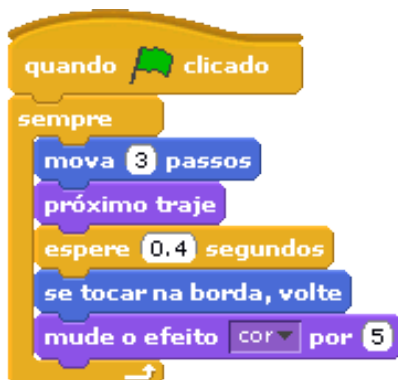 quando clicado
sempre
mova 3 passos
próximo traje
espere 0.4 segundos
se tocar na borda, volte
mude o efeito cor por 5